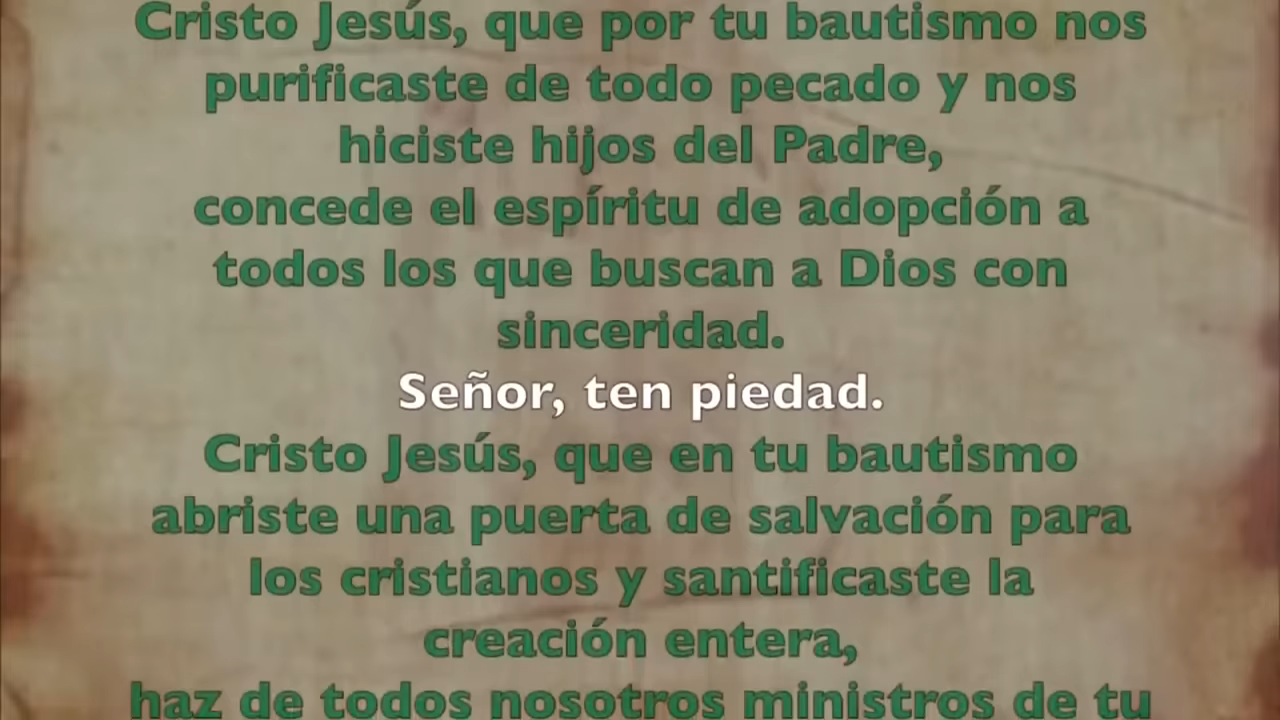 Cristo Jesús, que por tu bautismo nos
purificaste de todo pecado y nos
hiciste hijos del Padre,
concede el espíritu de adopción a
todos los que buscan a Dios con
sinceridad.
Señor, ten piedad.
Cristo Jesús, que en tu bautismo
abriste una puerta de salvación para
los cristianos y santificaste la
creación entera,
haz de todos nosotros ministros de tu